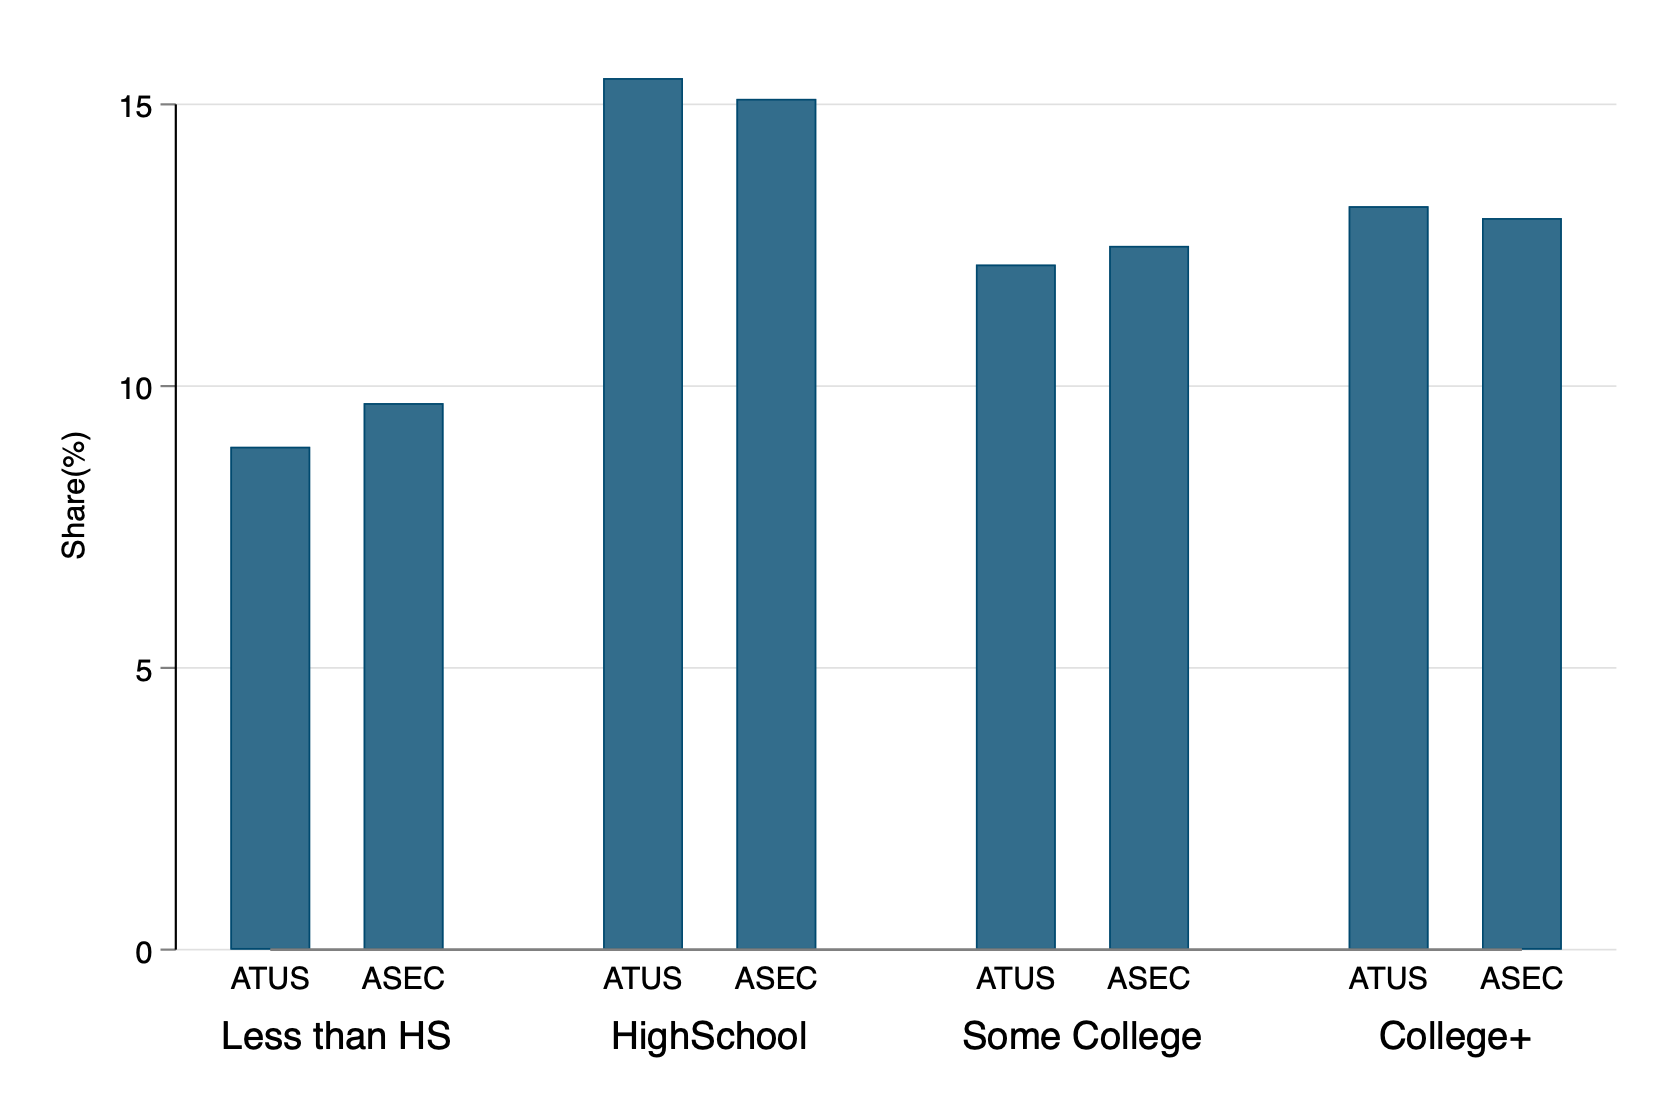 Share(%)
15
10
5
0
ATUS ASEC ATUS ASEC ATUS ASEC ATUS ASEC
Less than HS HighSchool Some College College+